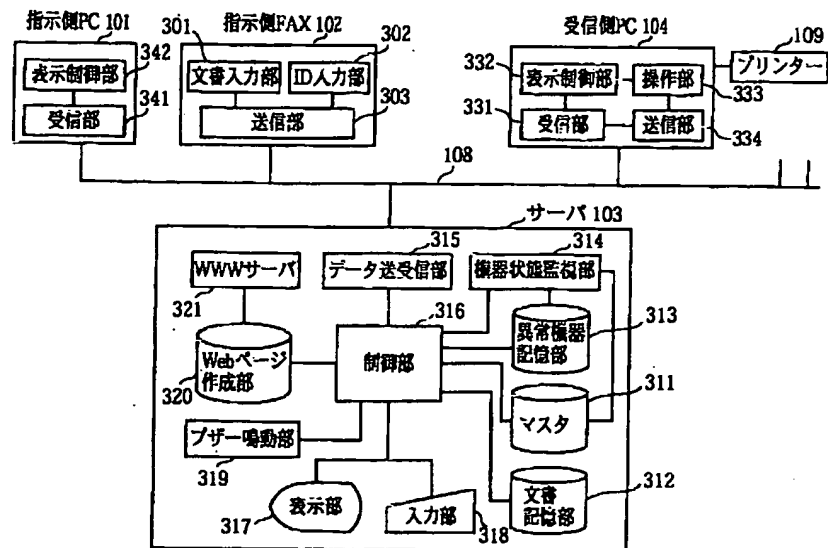 指示側PC 101
342
表示制御部
341
受信部
指示側FAX 102
301
302
文書入力部
ID入力部
303
送信部
受信側PC 104
109
332
プリンター
表示制御部
操作部
333
331
受信部
送信部
334
108
サーバ 103
315
314
WWWサーバ
データ送受信部
機器状態監視部
321
316
異常機器
記憶部
313
Webページ
作成部
320
制御部
311
マスタ
ブザー鳴動部
319
312
文書
記憶部
表示部
317
入力部
318